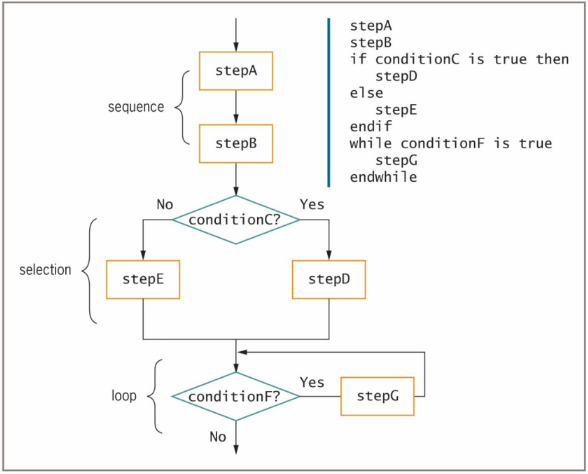 stepA
stepB
if conditionC is true then
stepD
else
stepE
endif
while conditionF is true
stepG
endwhile
stepA
sequence
stepB
No
Yes
conditionC?
selection
stepE
stepD
Yes
conditionF?
stepG
loop
No